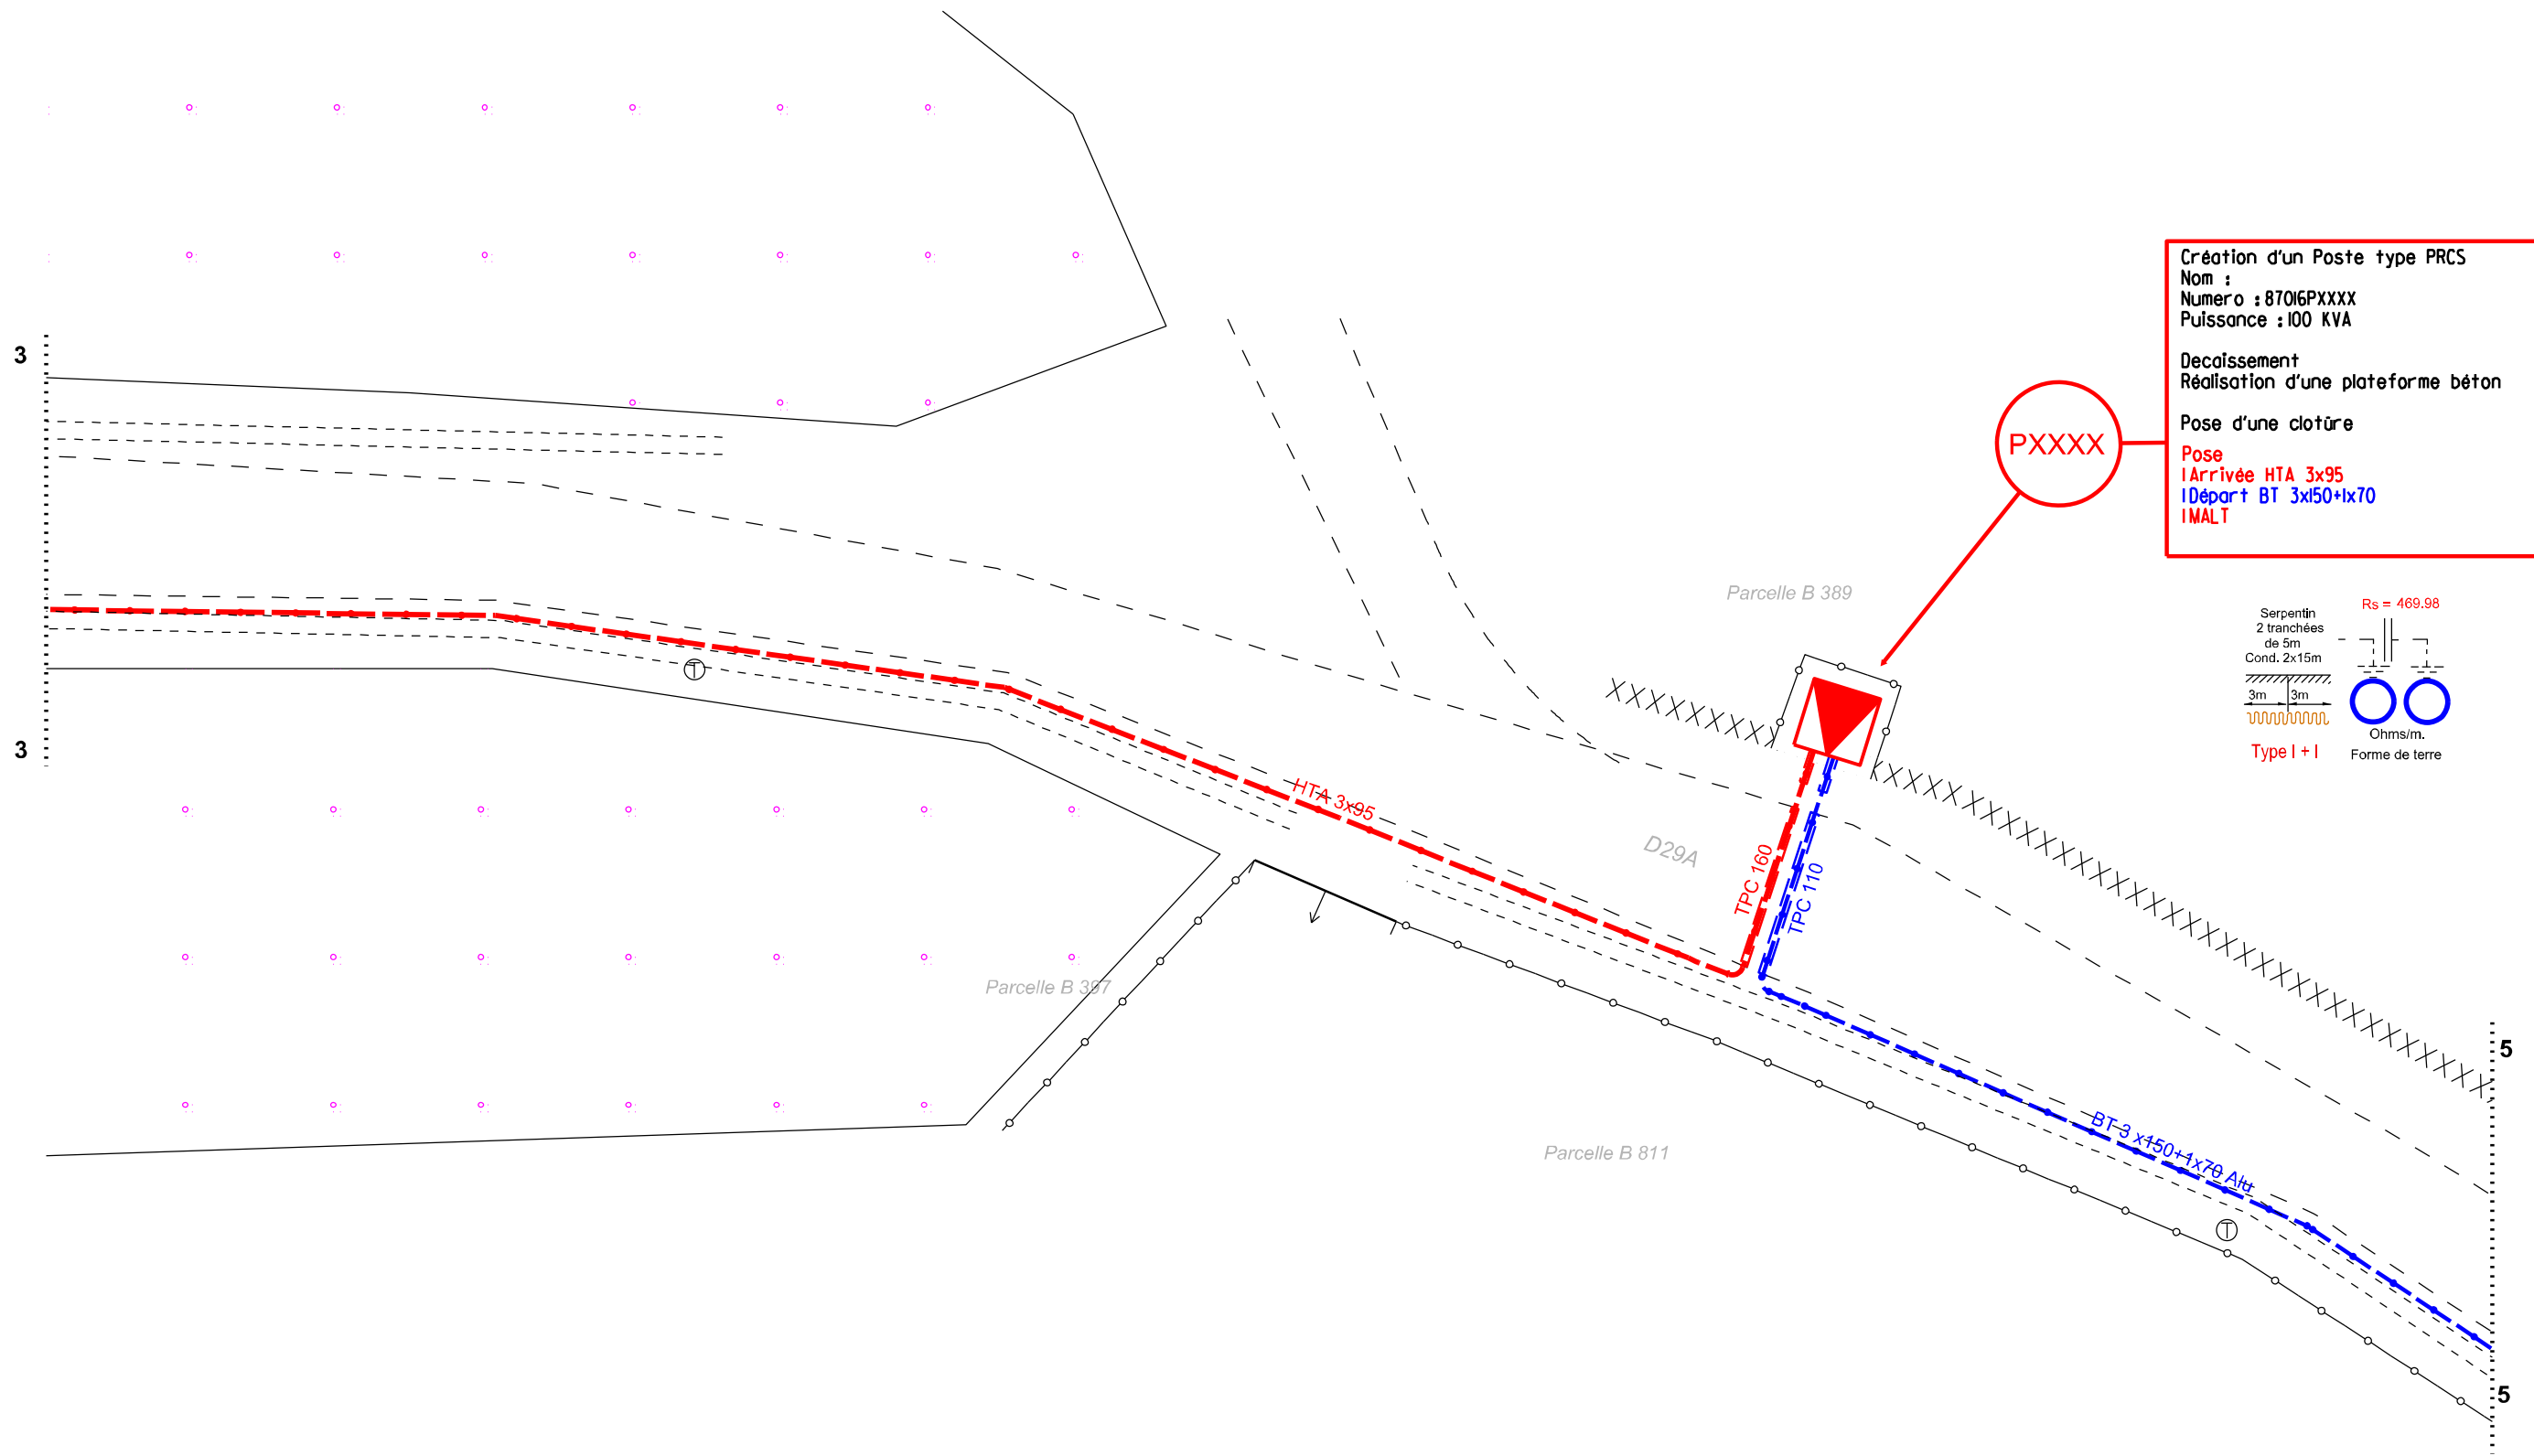 Création d'un Poste type PRCS
Nom :
Numero : 87016PXXXX
Puissance : 100 KVA
Decaissement
Réalisation d'une plateforme béton
Pose d'une clotûre
Pose
1 Arrivée HTA 3x95
1 Départ BT 3x150+1x70
1 MALT
3
PXXXX
Parcelle B 389
Serpentin
2 tranchées
de 5m
Cond. 2x15m
Rs = 469.98
3m 3m
Ohms/m.
Type I + I
Forme de terre
T
3
HTA 3x95
D29A
TPC 160
TPC 110
Parcelle B 397
5
BT 3 x150+1x70 Alu
Parcelle B 811
T
5